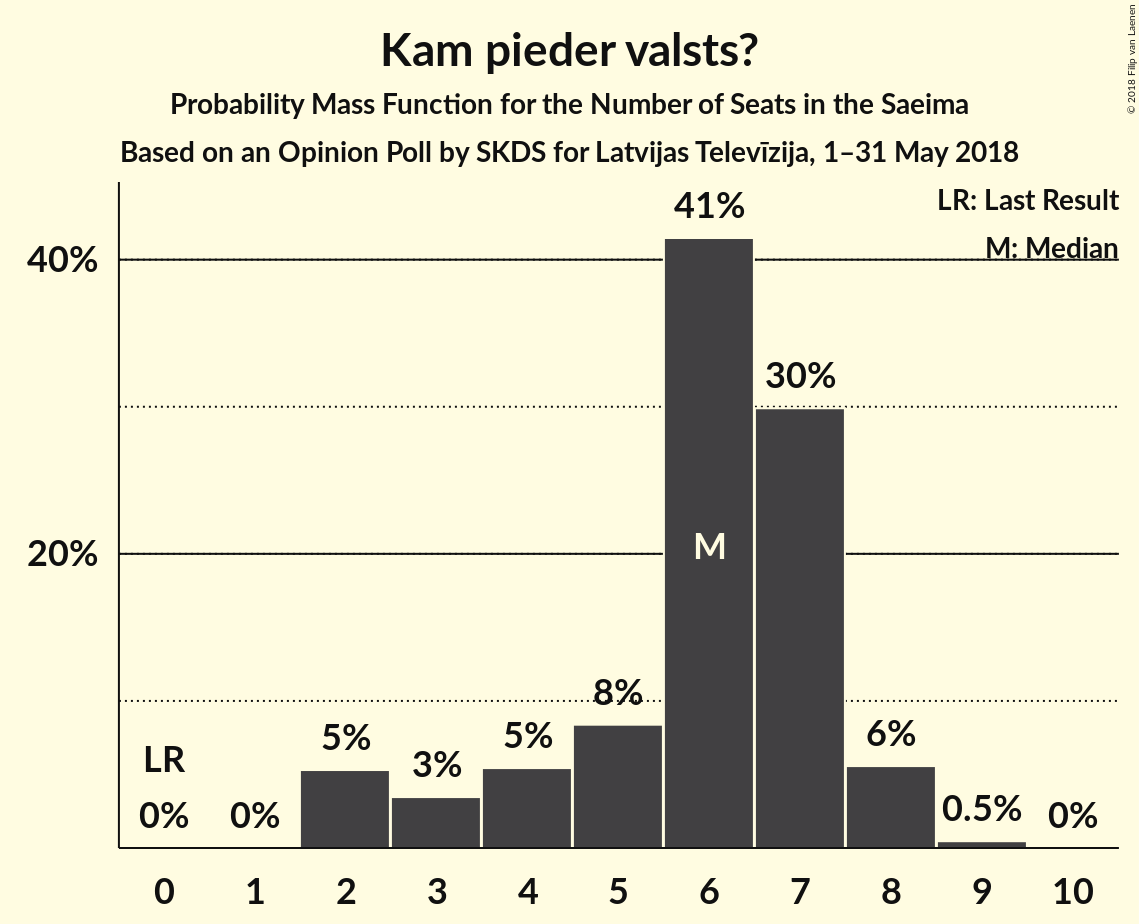 Kam pieder valsts?
Probability Mass Function for the Number of Seats in the Saeima
Based on an Opinion Poll by SKDS for Latvijas Televīzija, 1–31 May 2018
© 2018 Filip van Laenen
LR: Last Result
M: Median
41%
40%
30%
20%
M
8%
5%
3%
5%
6%
LR
0%
0%
0.5%
0%
0 1 2 3 4 5 6 7 8 9 10